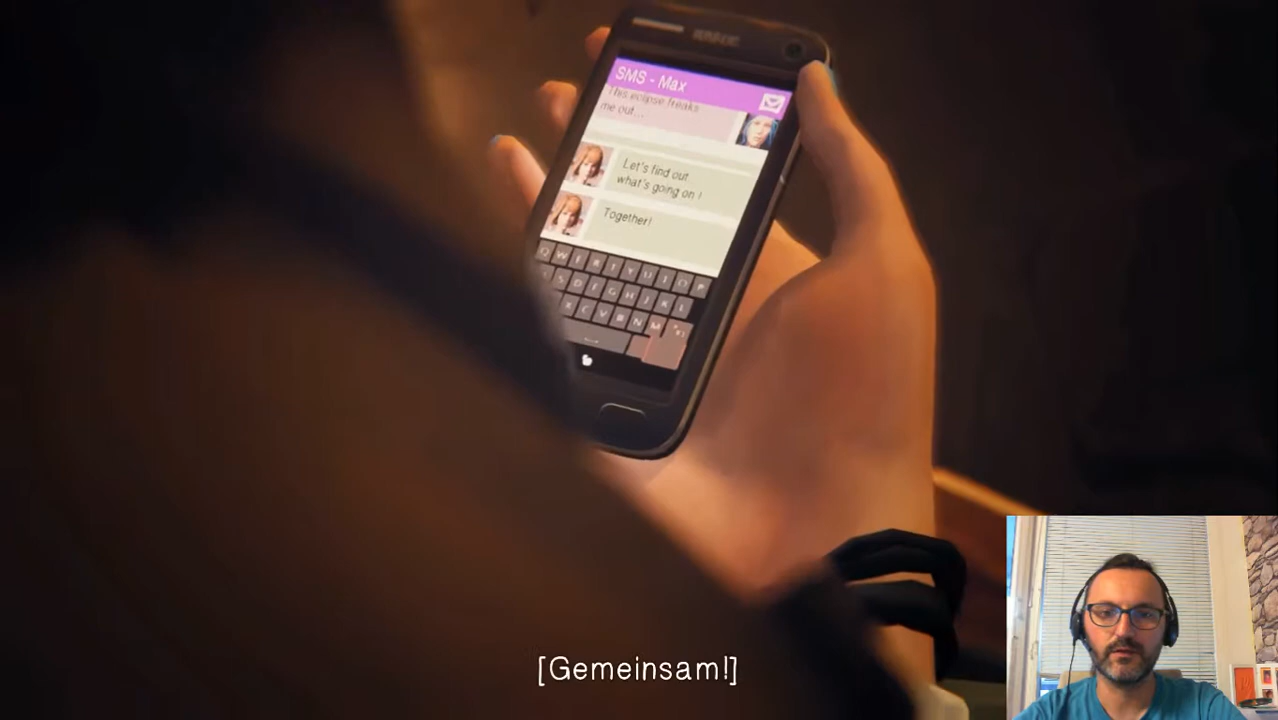 SMS - Max
This eclipse freaks
me out...
Let's find out
what's going on !
Together!
Q W E R T Y U I O P
S D F G H J K L
X C V B N M
[Gemeinsam!]